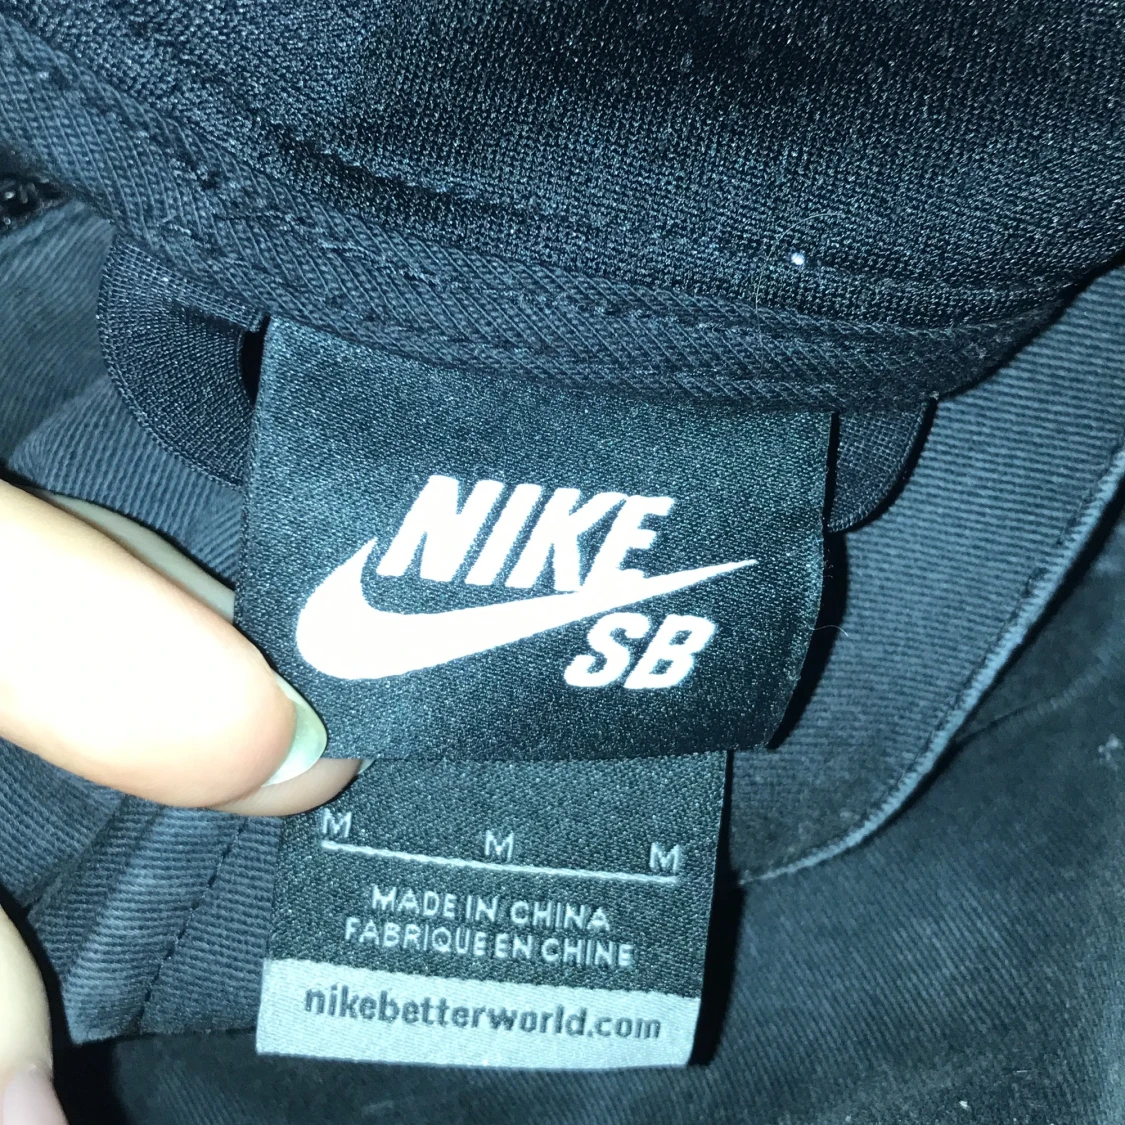 NIKE
SB
M M M
MADE IN CHINA
FABRIQUE EN CHINE
nikebetterworld.com